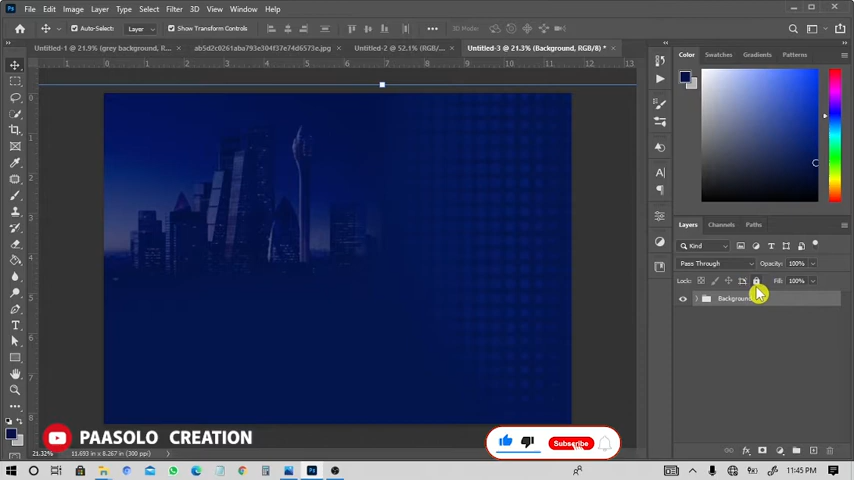 File Edit Image Layer Type Select Filter 3D View Window Help
Auto-Select: Layer Show Transform Controls 3D Mode:
Untitled-1 @ 21.9% (grey background, R... × ab5d2c0261aba793e304f37e74d6573e.jpg × Untitled-2 @ 52.1% (RGB/... × Untitled-3 @ 21.3% (Background, RGB/8) * ×
Color Swatches Gradients Patterns
Layers Channels Paths
Kind
Pass Through Opacity: 100%
Lock: Fill: 100%
PAASOLO CREATION
Subscribe
21.32% 11.693 in x 8.267 in (300 ppi)
11:45 PM